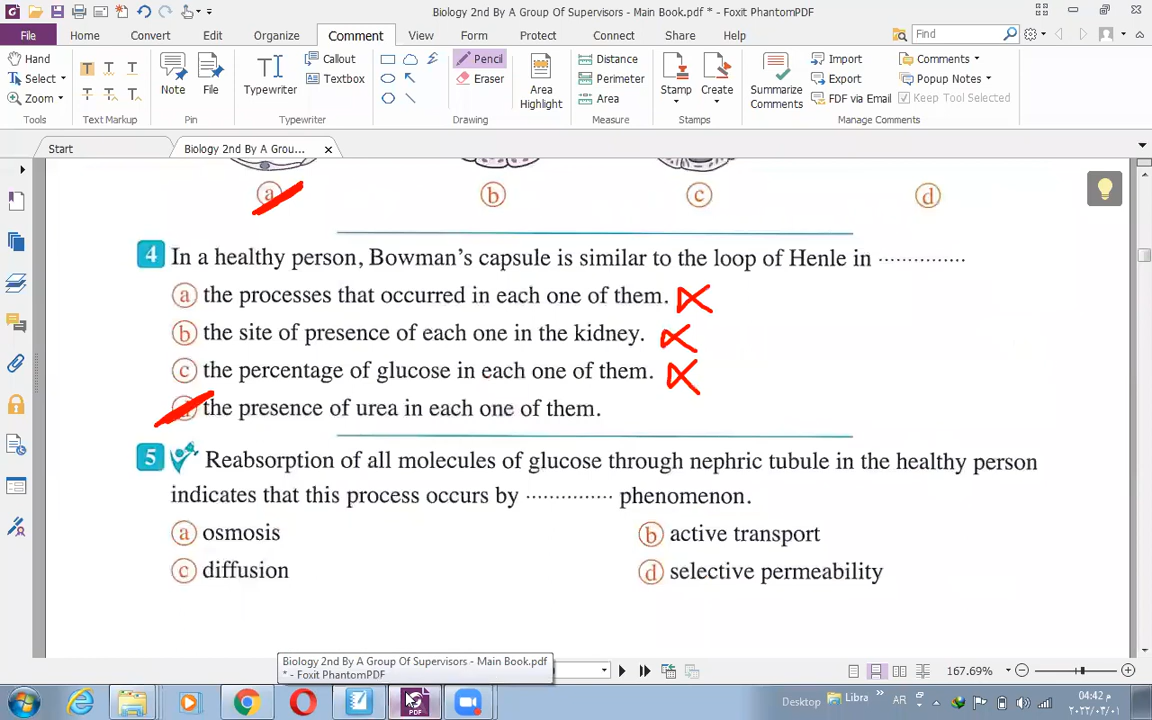 Biology 2nd By A Group Of Supervisors - Main Book.pdf * - Foxit PhantomPDF
File Home Convert Edit Organize Comment View Form Protect Connect Share Help Find
Hand Callout Pencil Distance Import Comments
Select Textbox Eraser Perimeter Export Popup Notes
Zoom Note File Typewriter Area Highlight Area Stamp Create Summarize Comments FDF via Email Keep Tool Selected
Tools Text Markup Pin Typewriter Drawing Measure Stamps Manage Comments
Start Biology 2nd By A Grou...
a b c d
4 In a healthy person, Bowman's capsule is similar to the loop of Henle in ...............
a the processes that occurred in each one of them.
b the site of presence of each one in the kidney.
c the percentage of glucose in each one of them.
d the presence of urea in each one of them.
5 Reabsorption of all molecules of glucose through nephric tubule in the healthy person
indicates that this process occurs by ............... phenomenon.
a osmosis b active transport
c diffusion d selective permeability
Biology 2nd By A Group Of Supervisors - Main Book.pdf
* - Foxit PhantomPDF
167.69%
PDF Desktop Libra » AR 04:42 م
٢٠٢٢/٠٣/٠١